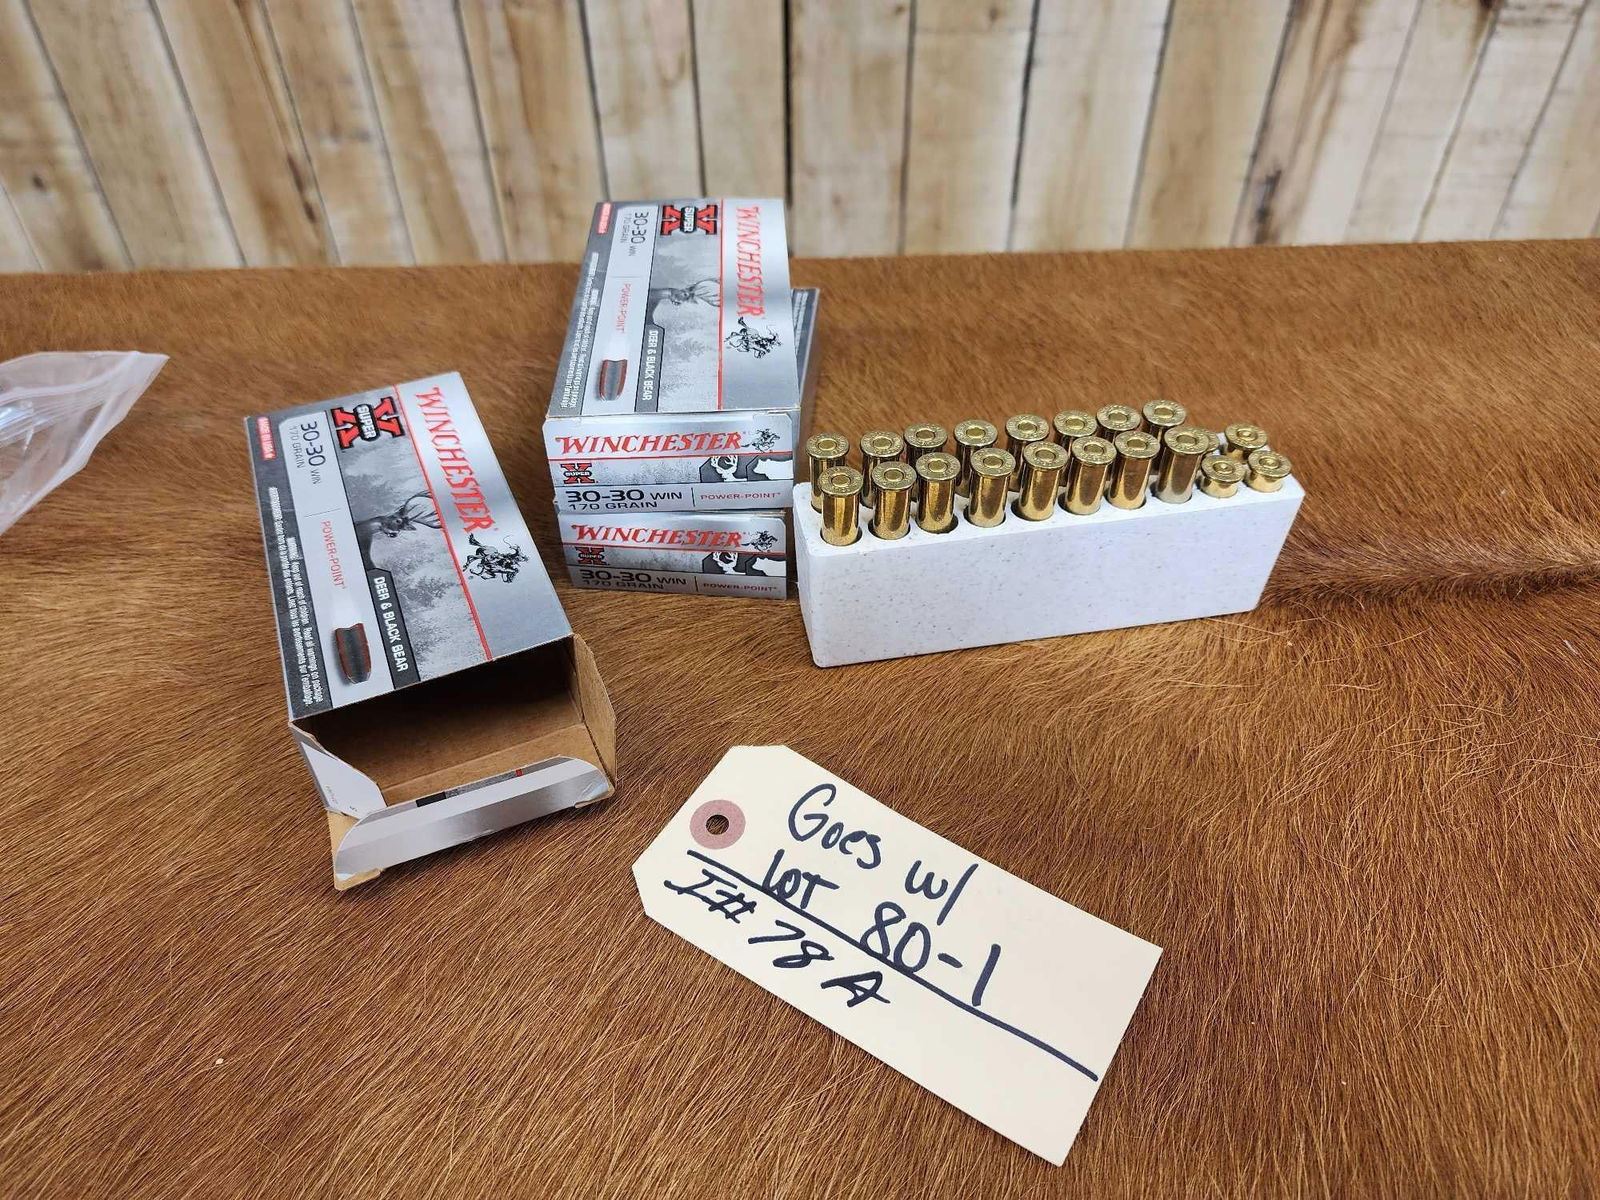 WINCHESTER
SUPER X
30-30 WIN
170 GRAIN
POWER-POINT
DEER & BLACK BEAR
WINCHESTER
SUPER X
30-30 WIN
170 GRAIN
POWER-POINT
WINCHESTER
SUPER X
30-30 WIN
170 GRAIN
POWER-POINT
WINCHESTER
SUPER X
30-30 WIN
170 GRAIN
POWER-POINT
DEER & BLACK BEAR
Goes w/
LOT 80-1
I# 78A